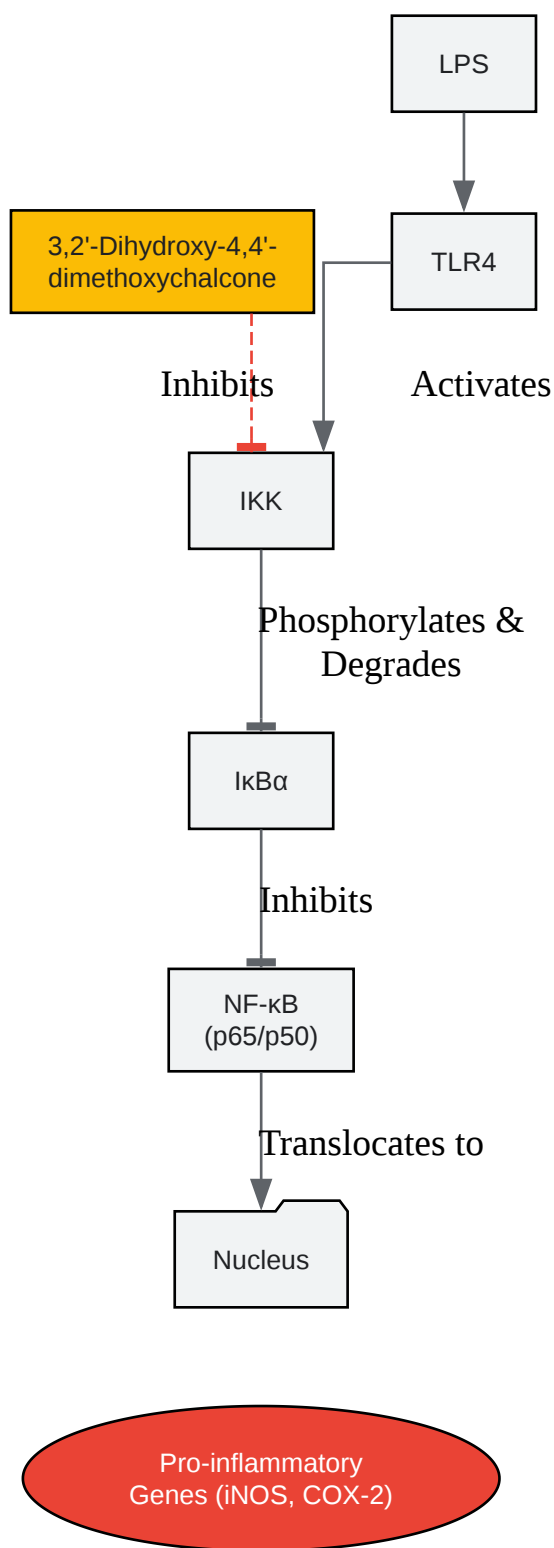 LPS
3,2'-Dihydroxy-4,4'-
dimethoxychalcone
TLR4
Inhibits
Activates
IKK
Phosphorylates &
Degrades
IκBα
Inhibits
NF-κB
(p65/p50)
Translocates to
Nucleus
Pro-inflammatory
Genes (iNOS, COX-2)